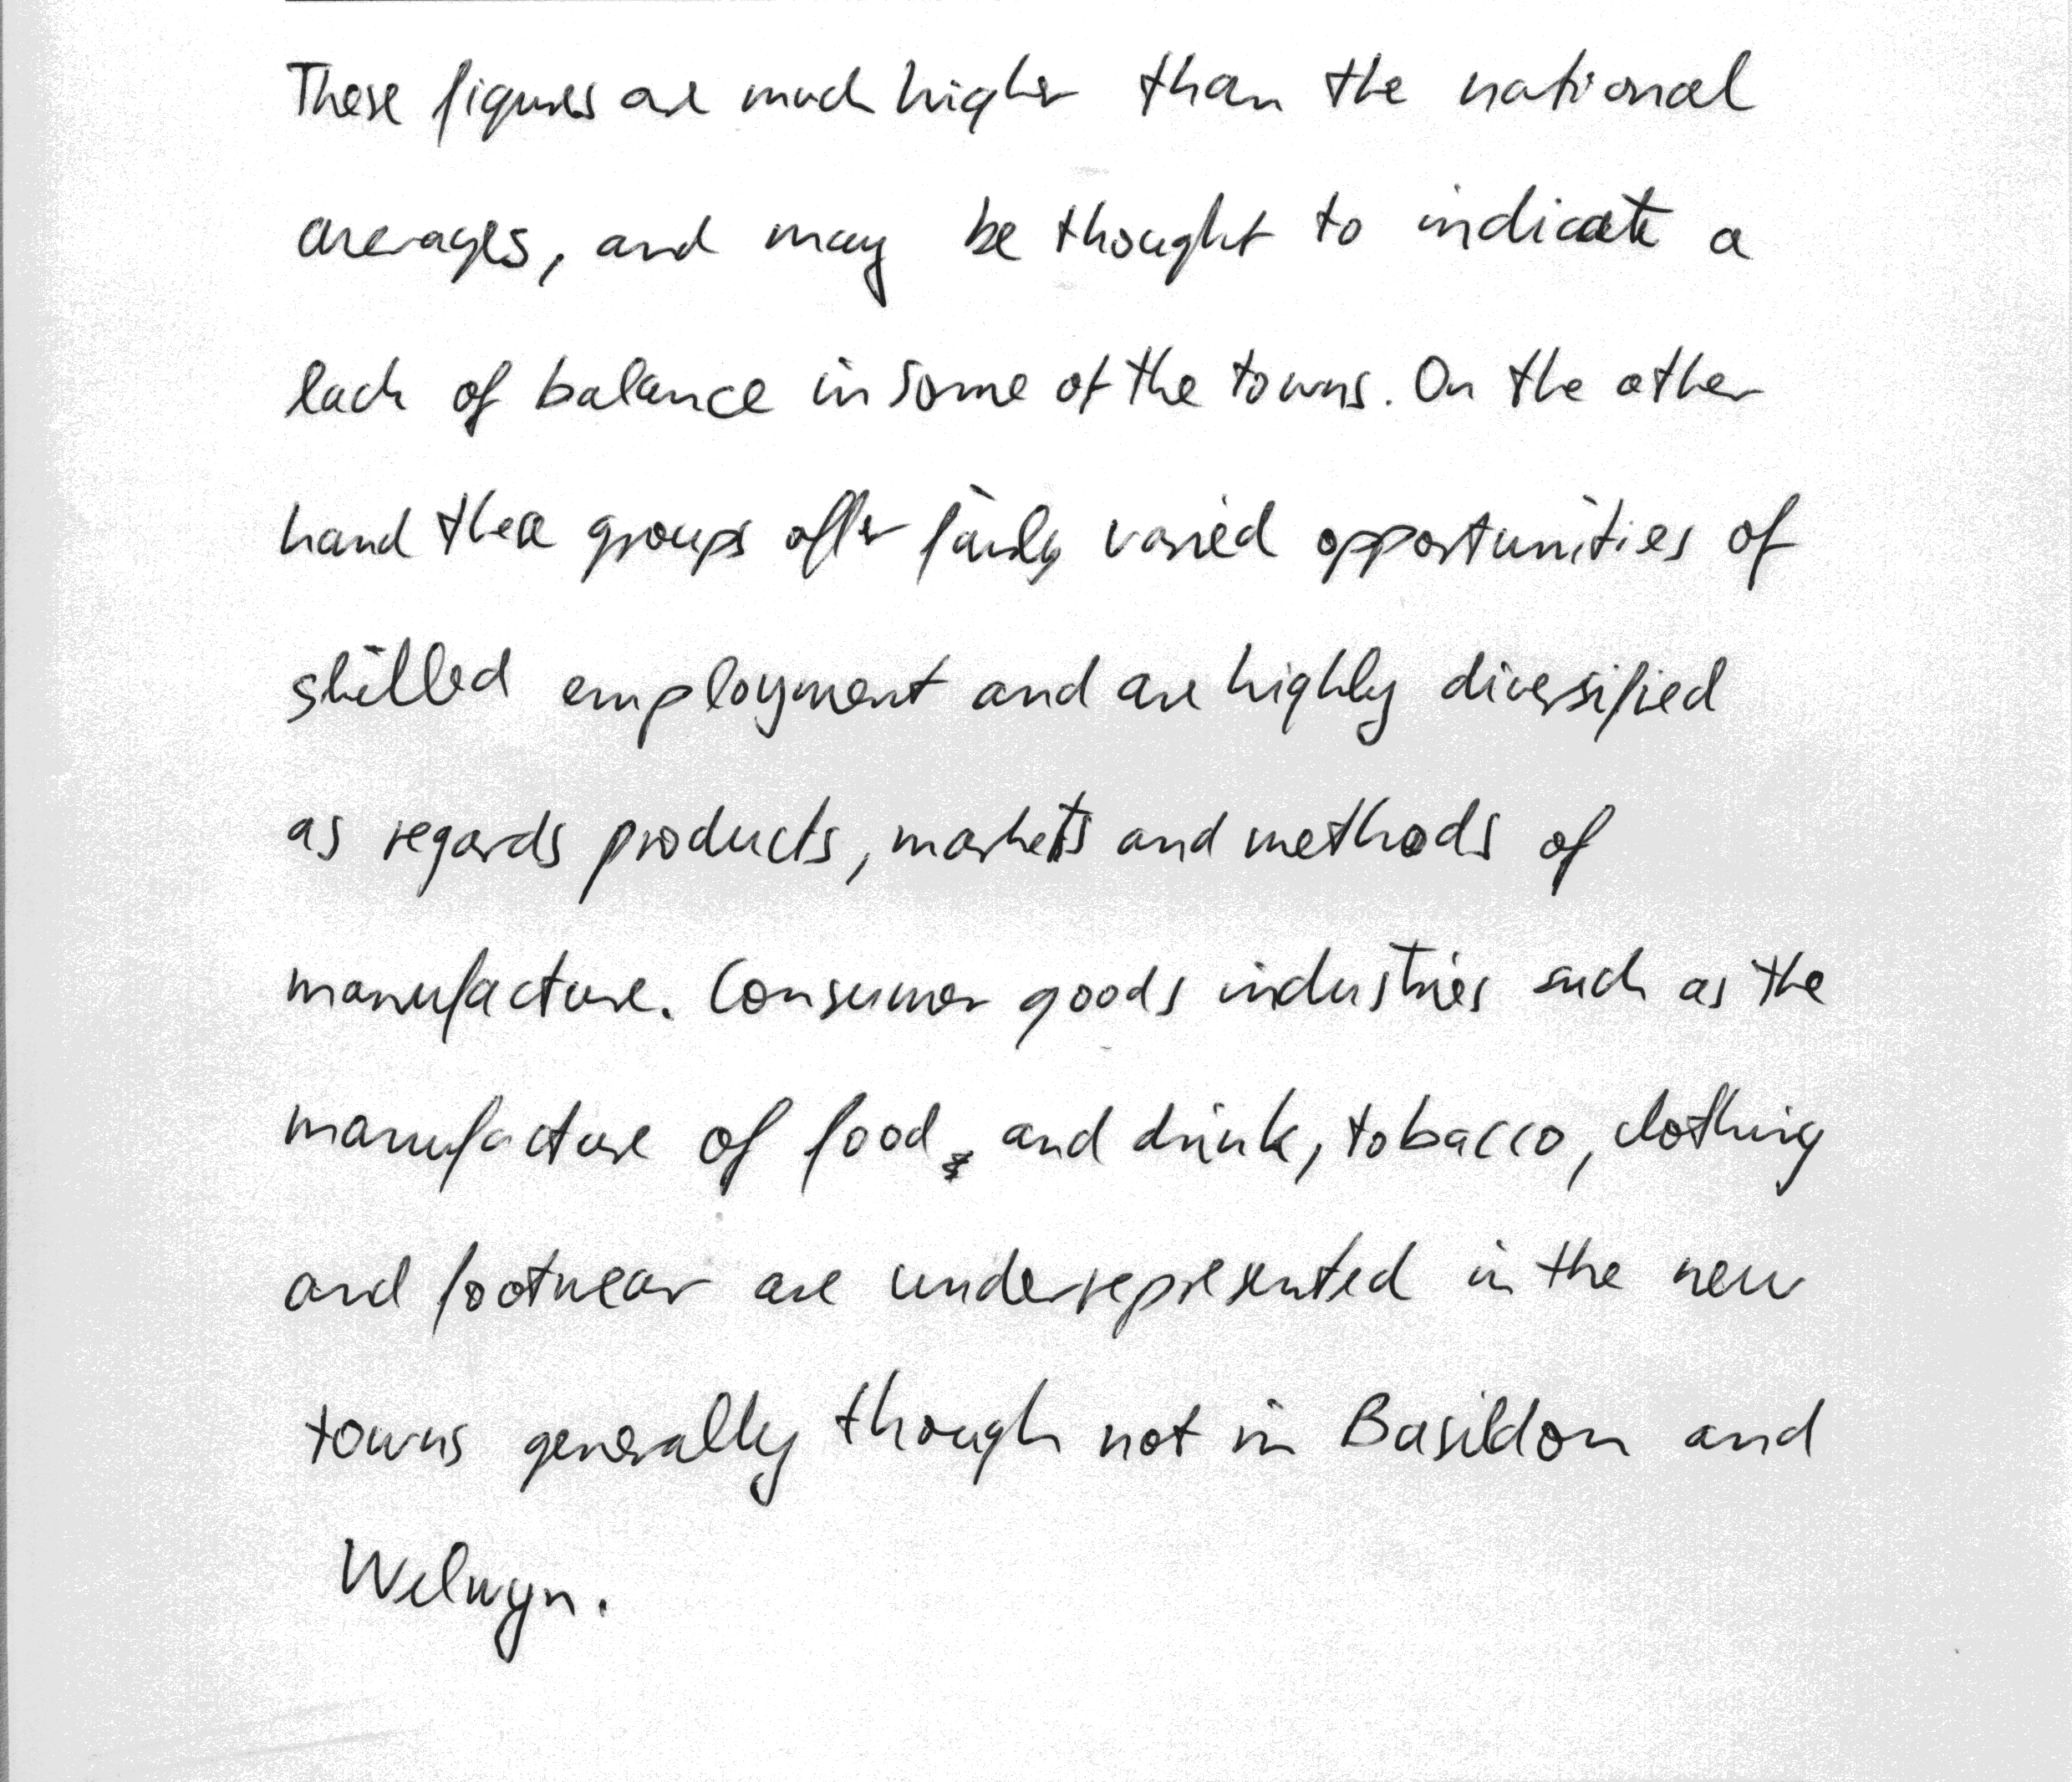 These figures are much higher than the national
averages, and may be thought to indicate a
lack of balance in some of the towns. On the other
hand these groups offer fairly varied opportunities of
skilled employment and are highly diversified
as regards products, markets and methods of
manufacture. Consumer goods industries such as the
manufacture of food, and drink, tobacco, clothing
and footwear are underrepresented in the new
towns generally though not in Basildon and
Welwyn.